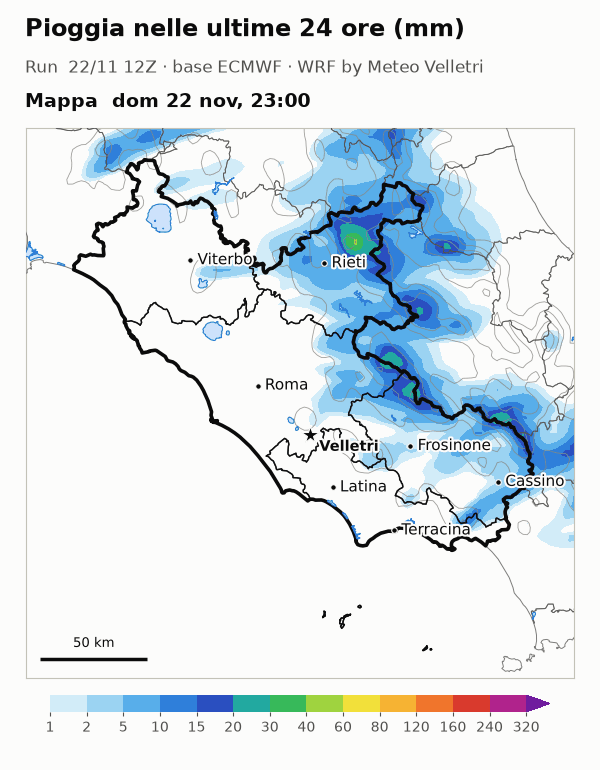 Pioggia nelle ultime 24 ore (mm)
Run  22/11 12Z · base ECMWF · WRF by Meteo Velletri
Mappa  dom 22 nov, 23:00
Viterbo
Rieti
Roma
Velletri
Frosinone
Latina
Cassino
Terracina
50 km
1 2 5 10 15 20 30 40 60 80 120 160 240 320